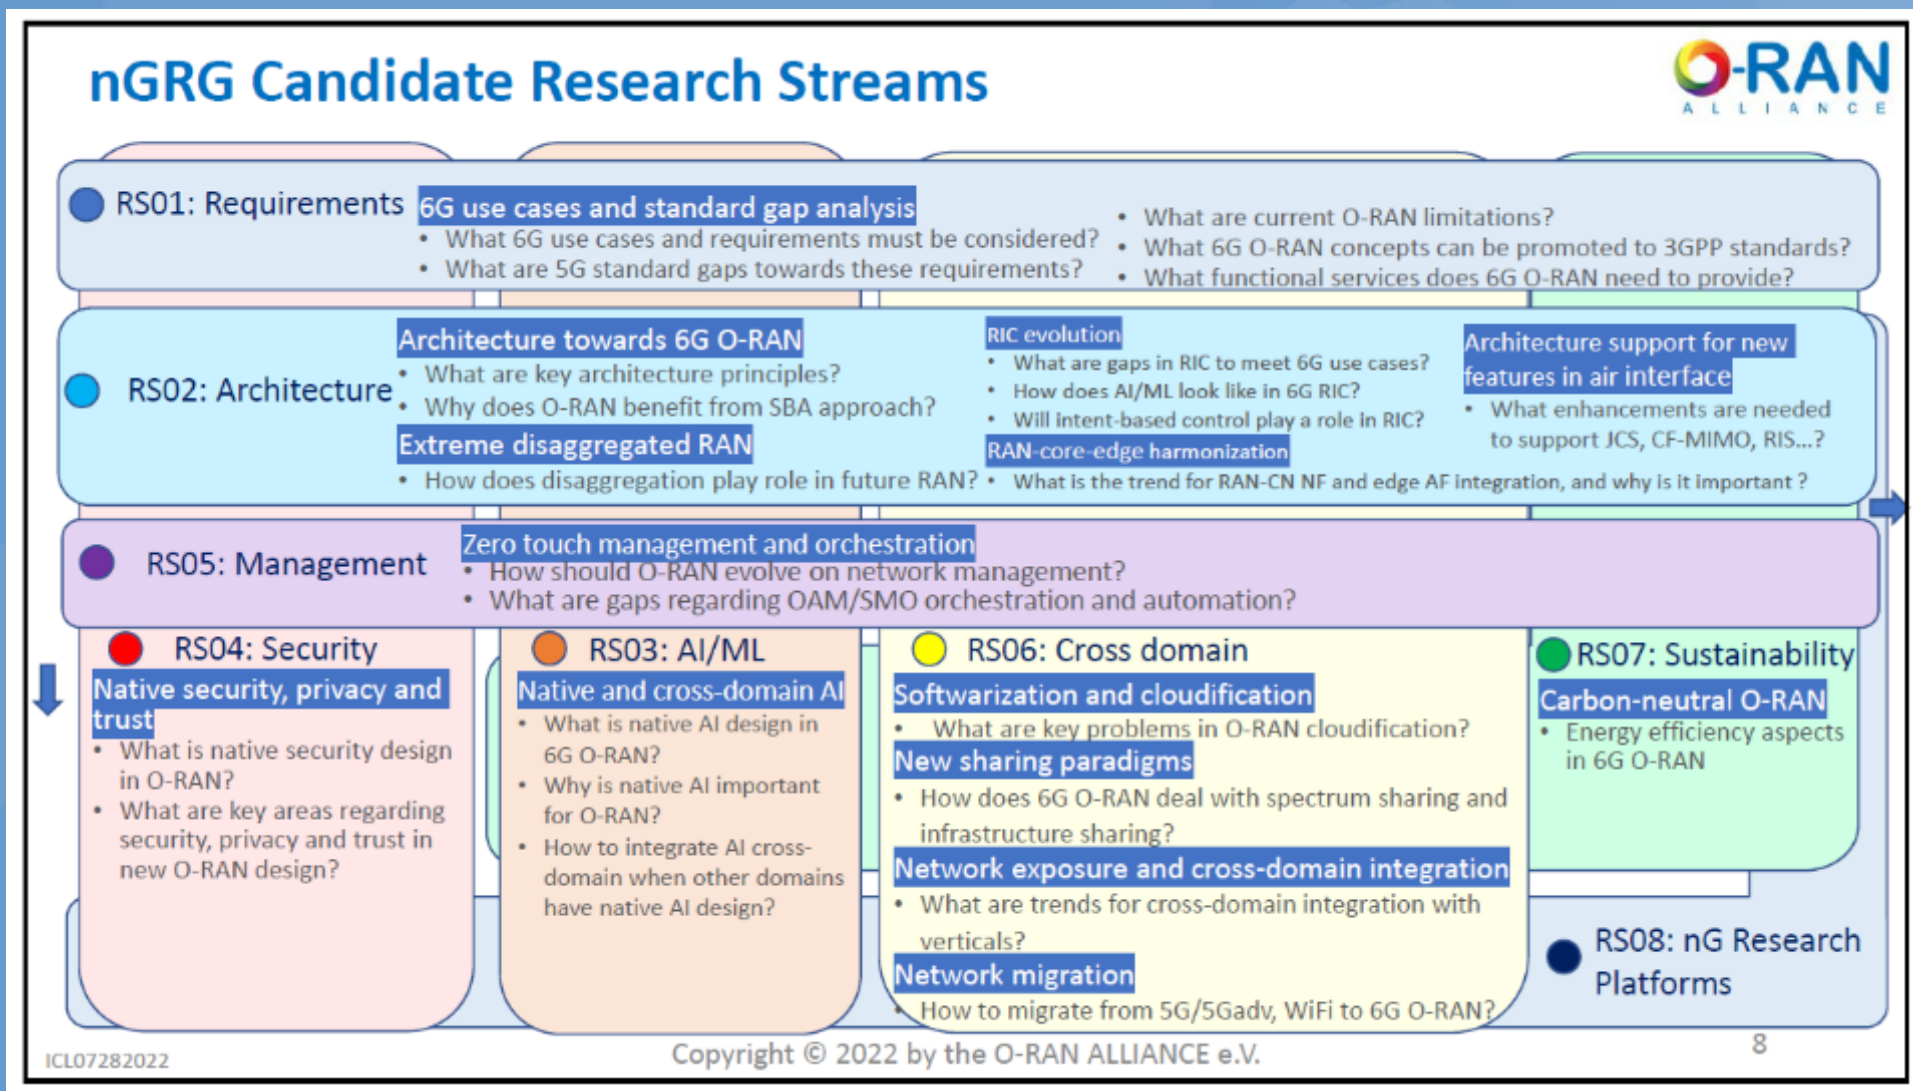 nGRG Candidate Research Streams
O-RAN
ALLIANCE
RS01: Requirements
6G use cases and standard gap analysis
• What 6G use cases and requirements must be considered?
• What are 5G standard gaps towards these requirements?
• What are current O-RAN limitations?
• What 6G O-RAN concepts can be promoted to 3GPP standards?
• What functional services does 6G O-RAN need to provide?
RS02: Architecture
Architecture towards 6G O-RAN
• What are key architecture principles?
• Why does O-RAN benefit from SBA approach?
Extreme disaggregated RAN
• How does disaggregation play role in future RAN?
RIC evolution
• What are gaps in RIC to meet 6G use cases?
• How does AI/ML look like in 6G RIC?
• Will intent-based control play a role in RIC?
RAN-core-edge harmonization
• What is the trend for RAN-CN NF and edge AF integration, and why is it important ?
Architecture support for new
features in air interface
• What enhancements are needed
to support JCS, CF-MIMO, RIS...?
RS05: Management
Zero touch management and orchestration
• How should O-RAN evolve on network management?
• What are gaps regarding OAM/SMO orchestration and automation?
RS04: Security
Native security, privacy and
trust
• What is native security design
in O-RAN?
• What are key areas regarding
security, privacy and trust in
new O-RAN design?
RS03: AI/ML
Native and cross-domain AI
• What is native AI design in
6G O-RAN?
• Why is native AI important
for O-RAN?
• How to integrate AI cross-
domain when other domains
have native AI design?
RS06: Cross domain
Softwarization and cloudification
• What are key problems in O-RAN cloudification?
New sharing paradigms
• How does 6G O-RAN deal with spectrum sharing and
infrastructure sharing?
Network exposure and cross-domain integration
• What are trends for cross-domain integration with
verticals?
Network migration
• How to migrate from 5G/5Gadv, WiFi to 6G O-RAN?
RS07: Sustainability
Carbon-neutral O-RAN
• Energy efficiency aspects
in 6G O-RAN
RS08: nG Research
Platforms
ICL07282022
Copyright © 2022 by the O-RAN ALLIANCE e.V.
8